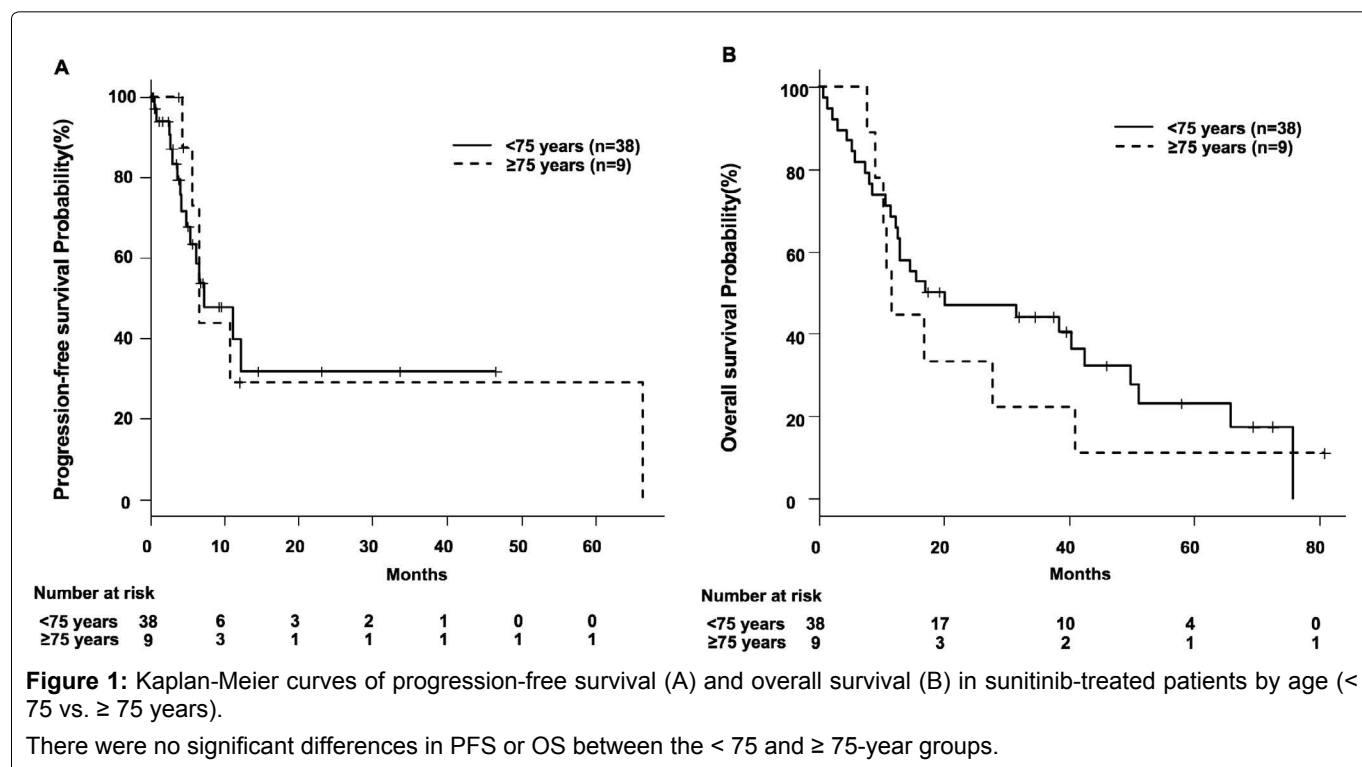 A
Progression-free survival Probability(%)
100
80
60
40
20
0
<75 years (n=38)
≥75 years (n=9)
0 10 20 30 40 50 60
Months
Number at risk
<75 years 38 6 3 2 1 0 0
≥75 years 9 3 1 1 1 1 1
B
Overall survival Probability(%)
100
80
60
40
20
0
<75 years (n=38)
≥75 years (n=9)
0 20 40 60 80
Months
Number at risk
<75 years 38 17 10 4 0
≥75 years 9 3 2 1 1
Figure 1: Kaplan-Meier curves of progression-free survival (A) and overall survival (B) in sunitinib-treated patients by age (<
75 vs. ≥ 75 years).
There were no significant differences in PFS or OS between the < 75 and ≥ 75-year groups.